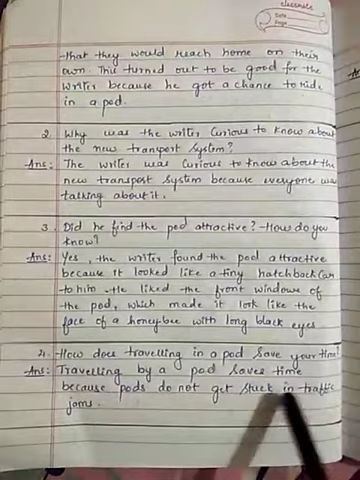 classmate
Date
Page
that they would reach home on their
own. This turned out to be good for the
writer because he got a chance to ride
in a pod.
2. Why was the writer curious to know about
the new transport system?
Ans: The writer was curious to know about the
new transport system because everyone was
talking about it.
3. Did he find the pod attractive? How do you
know?
Ans: Yes, the writer found the pod attractive
because it looked like a tiny hatchback car
to him. He liked the front windows of
the pod, which made it look like the
face of a honeybee with long black eyes
4. How does travelling in a pod save your time?
Ans: Travelling by a pod saves time
because pods do not get stuck in traffic
jams.